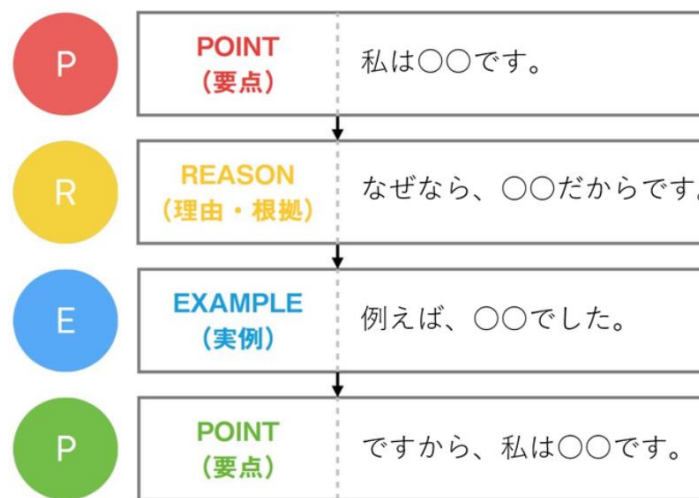 P
POINT
(要点)
私は〇〇です。
R
REASON
(理由・根拠)
なぜなら、〇〇だからです。
E
EXAMPLE
(実例)
例えば、〇〇でした。
P
POINT
(要点)
ですから、私は〇〇です。